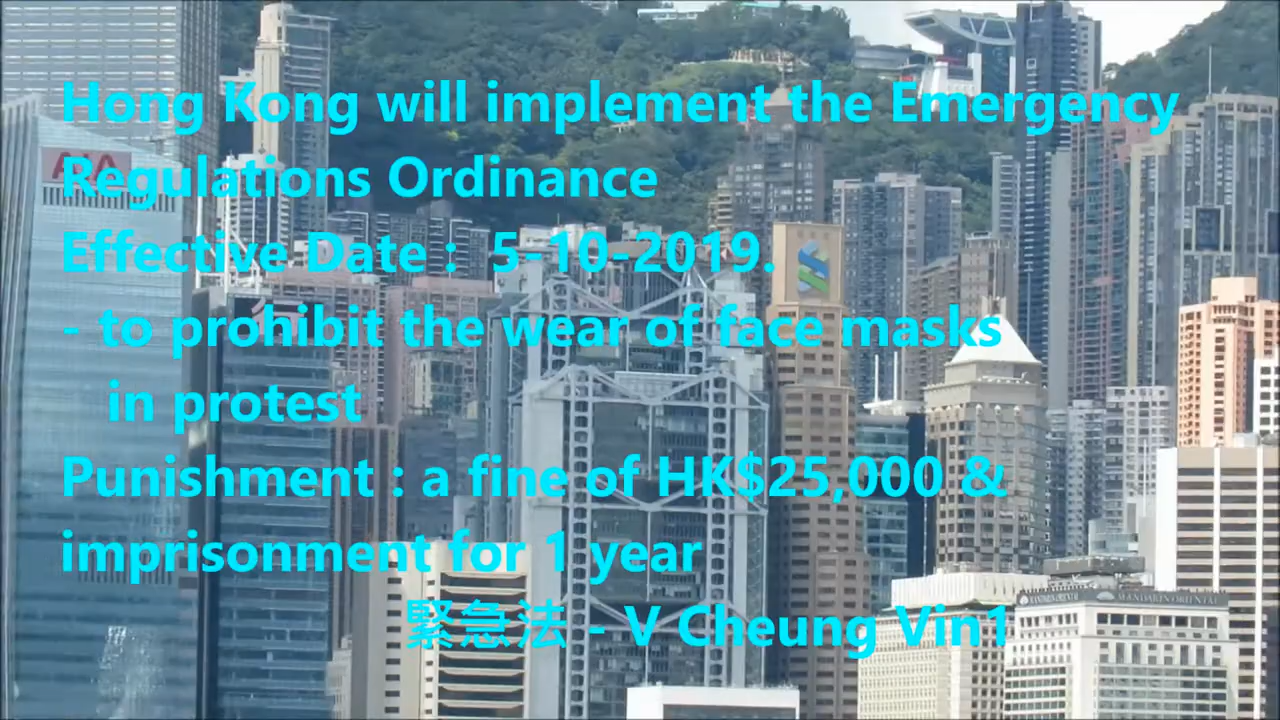 Hong Kong will implement the Emergency
Regulations Ordinance
Effective Date : 5-10-2019.
- to prohibit the wear of face masks
in protest
Punishment : a fine of HK$25,000 &
imprisonment for 1 year
緊急法 - V Cheung Vin1
AIA
MANDARIN ORIENTAL